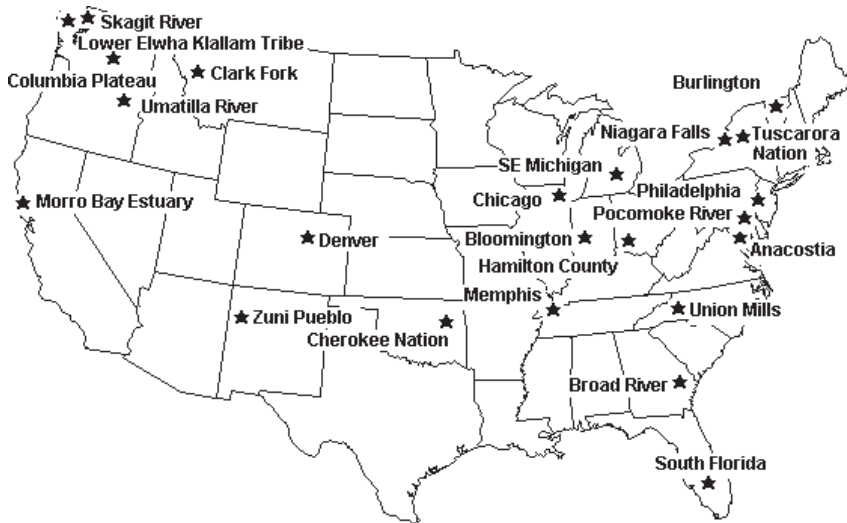 Skagit River
Lower Elwha Klallam Tribe
Columbia Plateau
Clark Fork
Umatilla River
Burlington
Niagara Falls
Tuscarora
Nation
SE Michigan
Chicago
Philadelphia
Pocomoke River
Morro Bay Estuary
Denver
Bloomington
Anacostia
Hamilton County
Memphis
Zuni Pueblo
Union Mills
Cherokee Nation
Broad River
South Florida